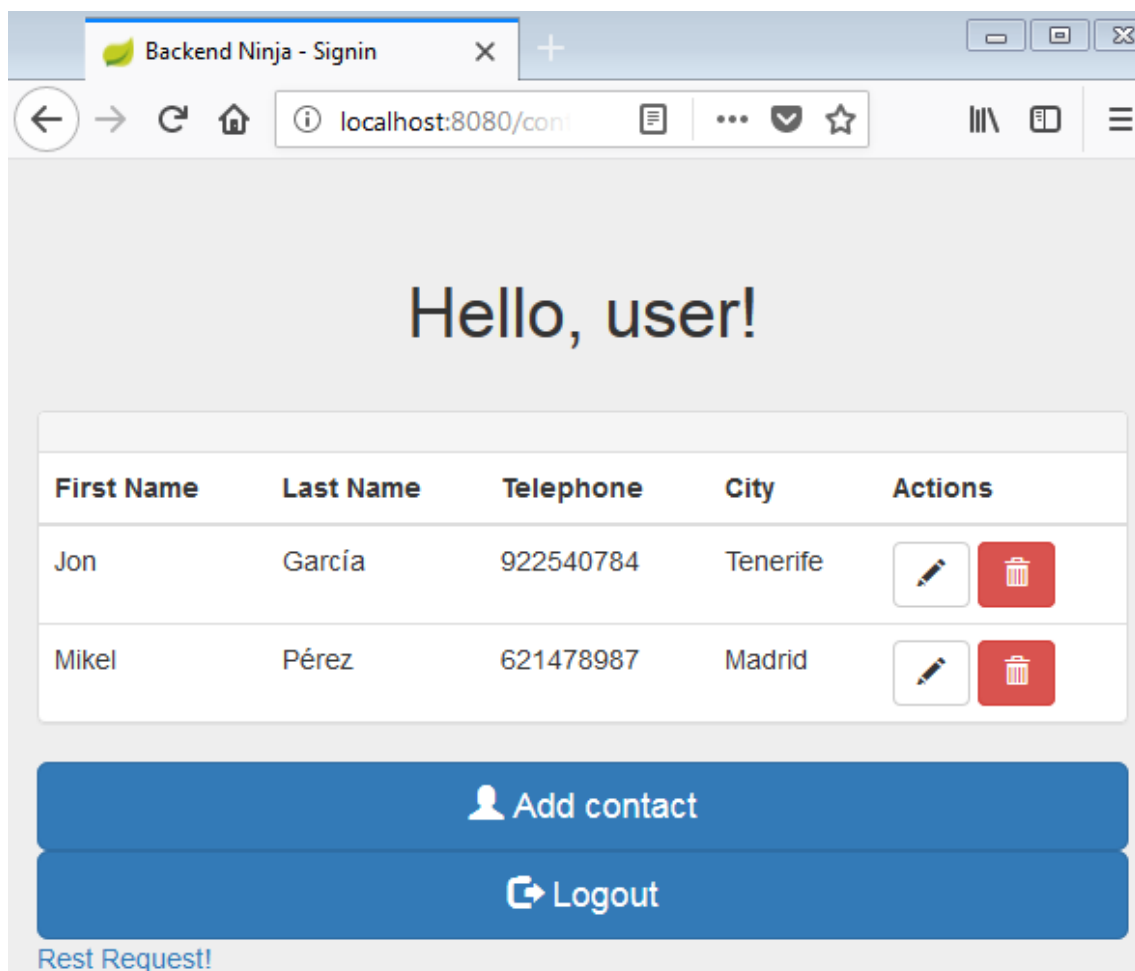 Backend Ninja - Signin
localhost:8080/cont
Hello, user!
First Name Last Name Telephone City Actions
Jon García 922540784 Tenerife
Mikel Pérez 621478987 Madrid
Add contact
Logout
Rest Request!